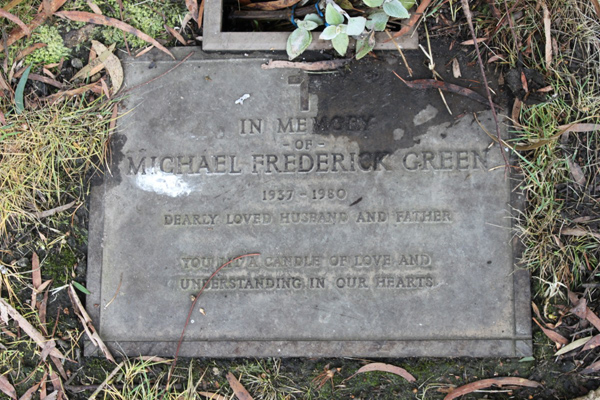 IN MEMORY
- OF -
MICHAEL FREDERICK GREEN
1937 - 1980
DEARLY LOVED HUSBAND AND FATHER
YOU LIT A CANDLE OF LOVE AND
UNDERSTANDING IN OUR HEARTS